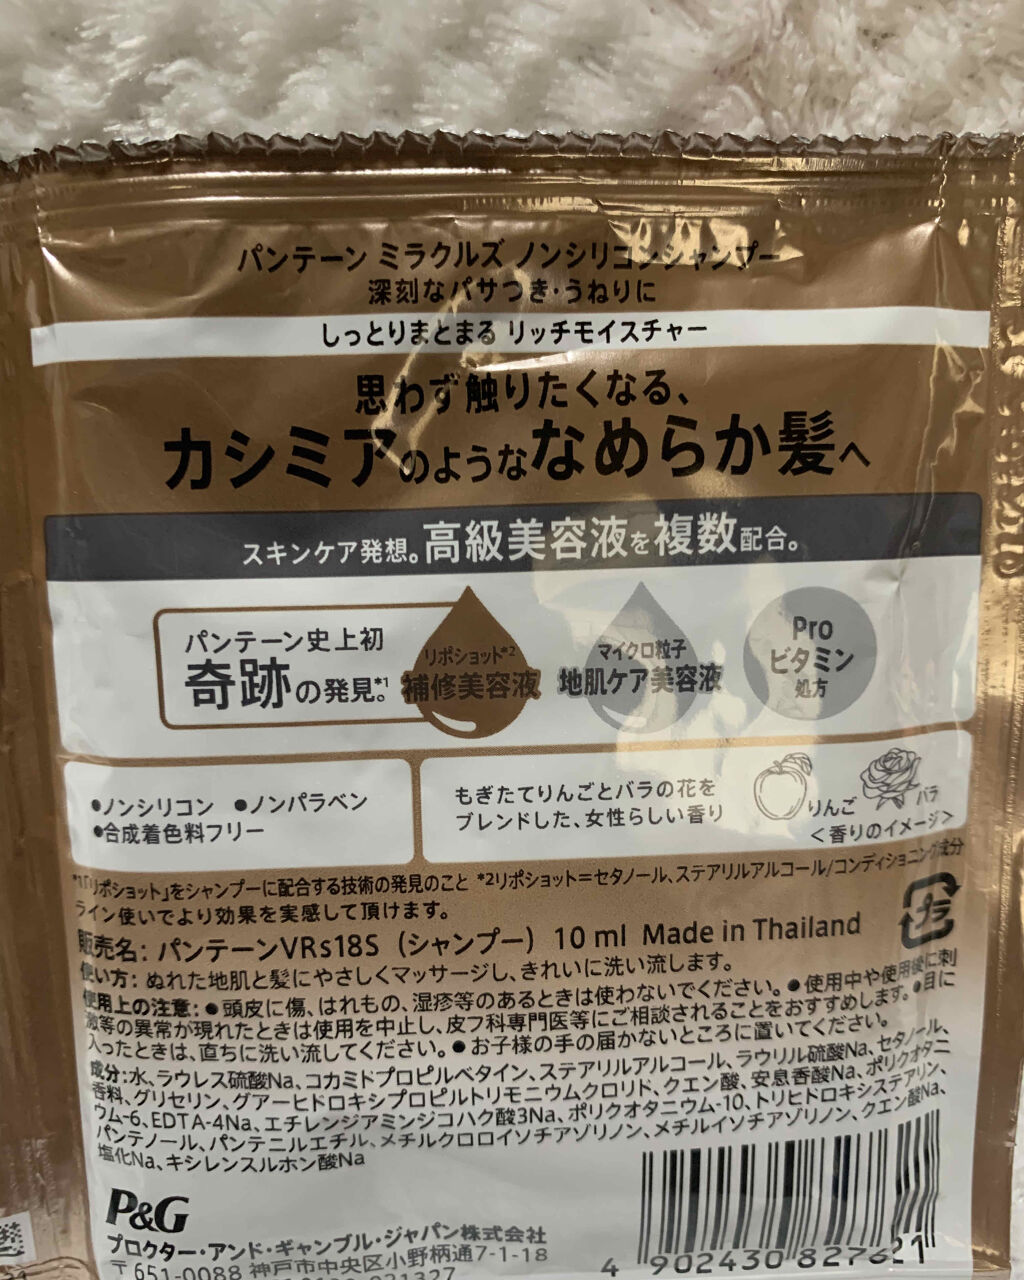 パンテーン ミラクルズ ノンシリコンシャンプー
深刻なパサつき・うねりに
しっとりまとまる リッチモイスチャー
思わず触りたくなる、
カシミアのようななめらか髪へ
スキンケア発想。高級美容液を複数配合。
パンテーン史上初
奇跡の発見。*1
リポショット*2
補修美容液
マイクロ粒子
地肌ケア美容液
Pro
ビタミン
処方
●ノンシリコン ●ノンパラベン
●合成着色料フリー
もぎたてりんごとバラの花を
ブレンドした、女性らしい香り
りんご
バラ
<香りのイメージ>
*1「リポショット」をシャンプーに配合する技術の発見のこと *2リポショット=セタノール、ステアリルアルコール/コンディショニング成分
ライン使いでより効果を実感して頂けます。
販売名: パンテーンVRs18S (シャンプー) 10 ml Made in Thailand
プラ
使い方: ぬれた地肌と髪にやさしくマッサージし、きれいに洗い流します。
使用上の注意: ●頭皮に傷、はれもの、湿疹等のあるときは使わないでください。●使用中や使用後に刺
激等の異常が現れたときは使用を中止し、皮フ科専門医等にご相談されることをおすすめします。●目に
入ったときは、直ちに洗い流してください。●お子様の手の届かないところに置いてください。
成分:水、ラウレス硫酸Na、コカミドプロピルベタイン、ステアリルアルコール、ラウリル硫酸Na、セタノール、
香料、グリセリン、グアーヒドロキシプロピルトリモニウムクロリド、クエン酸、安息香酸Na、ポリクオタニ
ウム-6、EDTA-4Na、エチレンジアミンジコハク酸3Na、ポリクオタニウム-10、トリヒドロキシステアリン、
パンテノール、パンテニルエチル、メチルクロロイソチアゾリノン、メチルイソチアゾリノン、クエン酸Na、
塩化Na、キシレンスルホン酸Na
P&G
プロクター・アンド・ギャンブル・ジャパン株式会社
〒651-0088 神戸市中央区小野柄通7-1-18
4 902430 827621